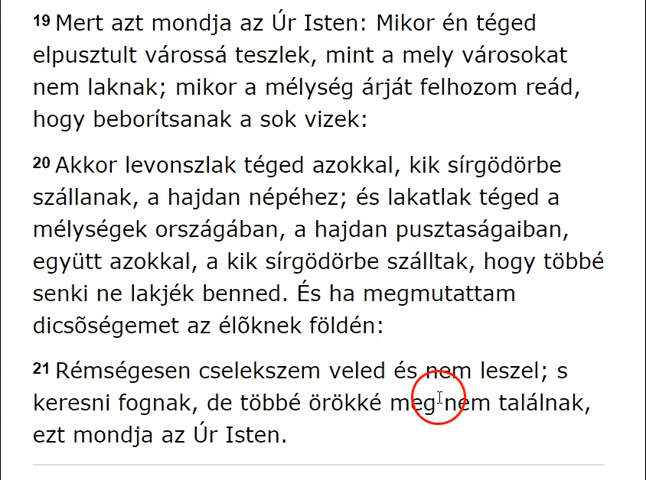 19 Mert azt mondja az Úr Isten: Mikor én téged
elpusztult várossá teszlek, mint a mely városokat
nem laknak; mikor a mélység árját felhozom reád,
hogy beborítsanak a sok vizek:
20 Akkor levonszlak téged azokkal, kik sírgödörbe
szállanak, a hajdan népéhez; és lakatlak téged a
mélységek országában, a hajdan pusztaságaiban,
együtt azokkal, a kik sírgödörbe szálltak, hogy többé
senki ne lakjék benned. És ha megmutattam
dicsõségemet az élõknek földén:
21 Rémségesen cselekszem veled és nem leszel; s
keresni fognak, de többé örökké meg nem találnak,
ezt mondja az Úr Isten.